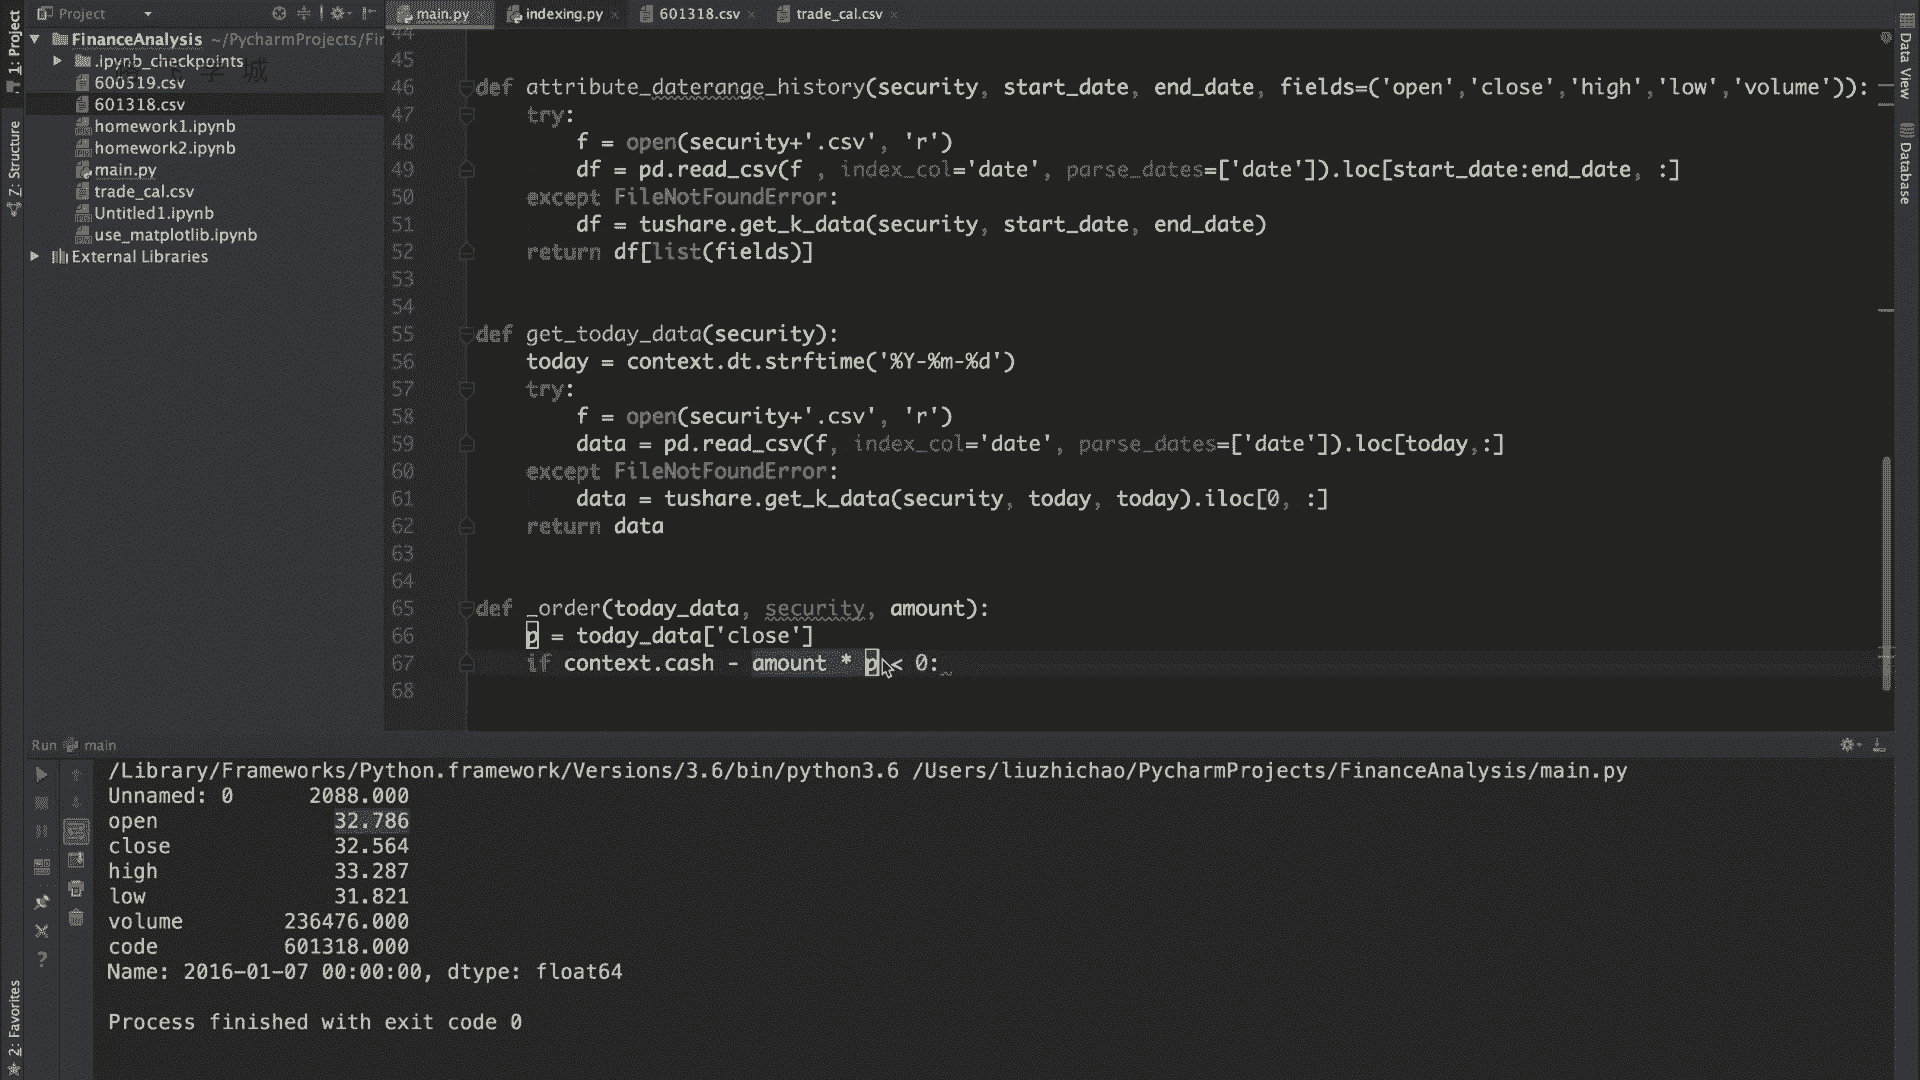 Project
main.py
indexing.py
601318.csv
trade_cal.csv
1: Project
Z: Structure
2: Favorites
Data View
Database
FinanceAnalysis ~/PycharmProjects/Fir
.ipynb_checkpoints
600519.csv
601318.csv
homework1.ipynb
homework2.ipynb
main.py
trade_cal.csv
Untitled1.ipynb
use_matplotlib.ipynb
External Libraries
44
45
46 def attribute_daterange_history(security, start_date, end_date, fields=('open','close','high','low','volume')):
47     try:
48         f = open(security+'.csv', 'r')
49         df = pd.read_csv(f , index_col='date', parse_dates=['date']).loc[start_date:end_date, :]
50     except FileNotFoundError:
51         df = tushare.get_k_data(security, start_date, end_date)
52     return df[list(fields)]
53
54
55 def get_today_data(security):
56     today = context.dt.strftime('%Y-%m-%d')
57     try:
58         f = open(security+'.csv', 'r')
59         data = pd.read_csv(f, index_col='date', parse_dates=['date']).loc[today,:]
60     except FileNotFoundError:
61         data = tushare.get_k_data(security, today, today).iloc[0, :]
62     return data
63
64
65 def _order(today_data, security, amount):
66     p = today_data['close']
67     if context.cash - amount * p < 0:
68
Run main
/Library/Frameworks/Python.framework/Versions/3.6/bin/python3.6 /Users/liuzhichao/PycharmProjects/FinanceAnalysis/main.py
Unnamed: 0 2088.000
open 32.786
close 32.564
high 33.287
low 31.821
volume 236476.000
code 601318.000
Name: 2016-01-07 00:00:00, dtype: float64
Process finished with exit code 0